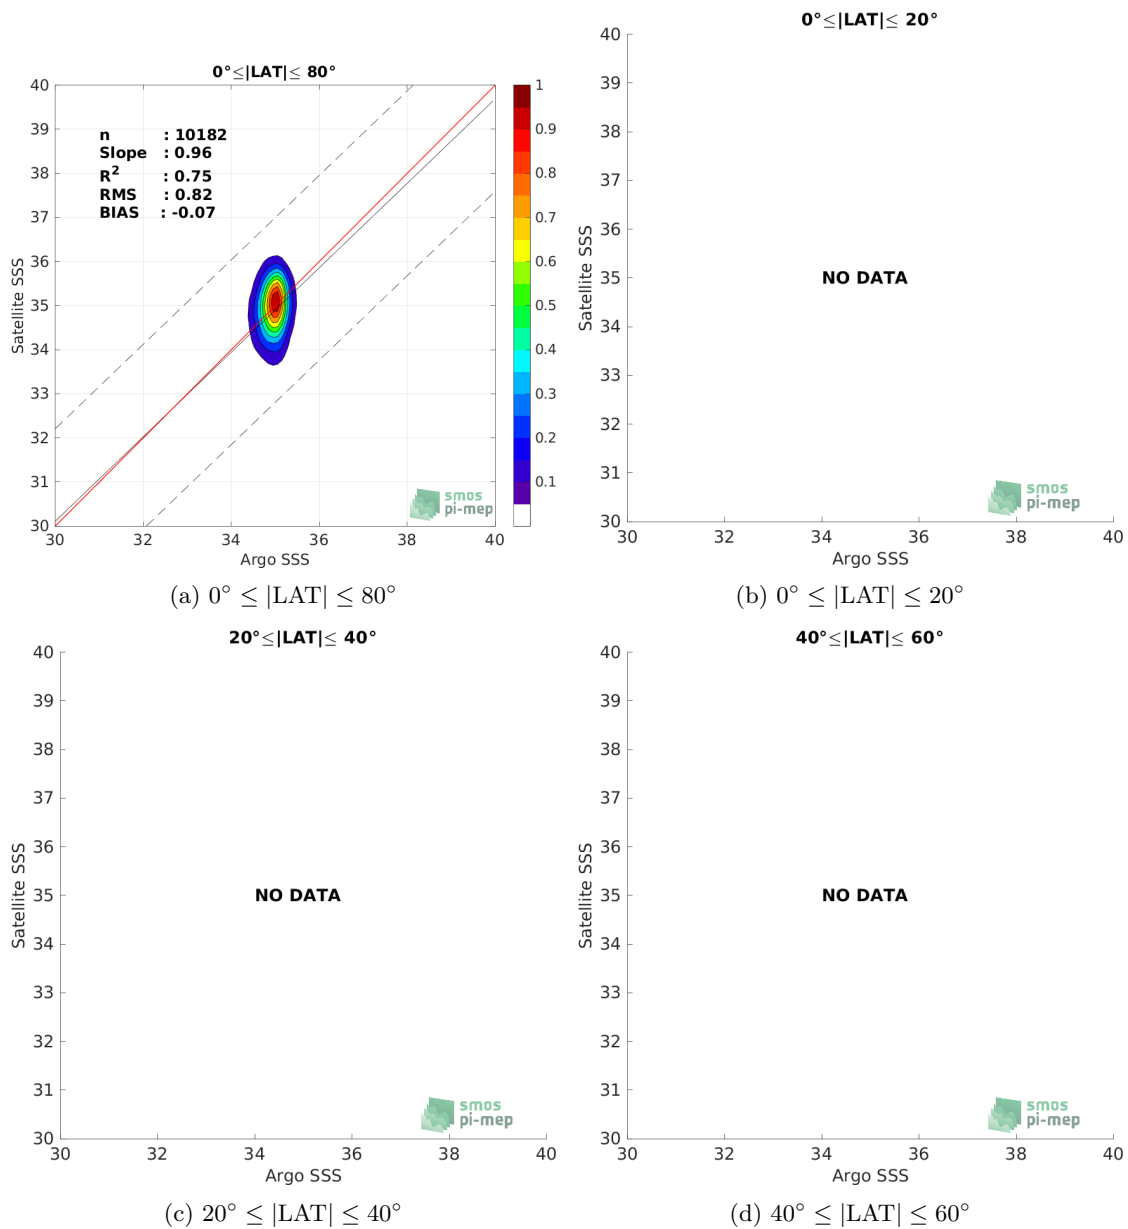 0°≤|LAT|≤ 80°
40
39
38
37
36
35
34
33
32
31
30
Satellite SSS
n : 10182
Slope : 0.96
R² : 0.75
RMS : 0.82
BIAS : -0.07
smos
pi-mep
30 32 34 36 38 40
Argo SSS
1
0.9
0.8
0.7
0.6
0.5
0.4
0.3
0.2
0.1
(a) 0° ≤ |LAT| ≤ 80°
0°≤|LAT|≤ 20°
40
39
38
37
36
35
34
33
32
31
30
Satellite SSS
NO DATA
smos
pi-mep
30 32 34 36 38 40
Argo SSS
(b) 0° ≤ |LAT| ≤ 20°
20°≤|LAT|≤ 40°
40
39
38
37
36
35
34
33
32
31
30
Satellite SSS
NO DATA
smos
pi-mep
30 32 34 36 38 40
Argo SSS
(c) 20° ≤ |LAT| ≤ 40°
40°≤|LAT|≤ 60°
40
39
38
37
36
35
34
33
32
31
30
Satellite SSS
NO DATA
smos
pi-mep
30 32 34 36 38 40
Argo SSS
(d) 40° ≤ |LAT| ≤ 60°